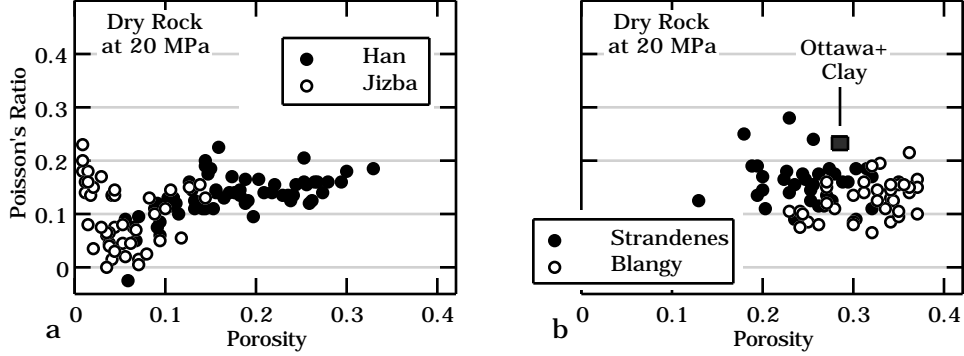 Dry Rock
at 20 MPa
Han
Jizba
0.4
0.3
0.2
0.1
0
Poisson's Ratio
0
0.1
0.2
0.3
0.4
Porosity
a
Dry Rock
at 20 MPa
Ottawa+
Clay
Strandenes
Blangy
0
0.1
0.2
0.3
0.4
Porosity
b